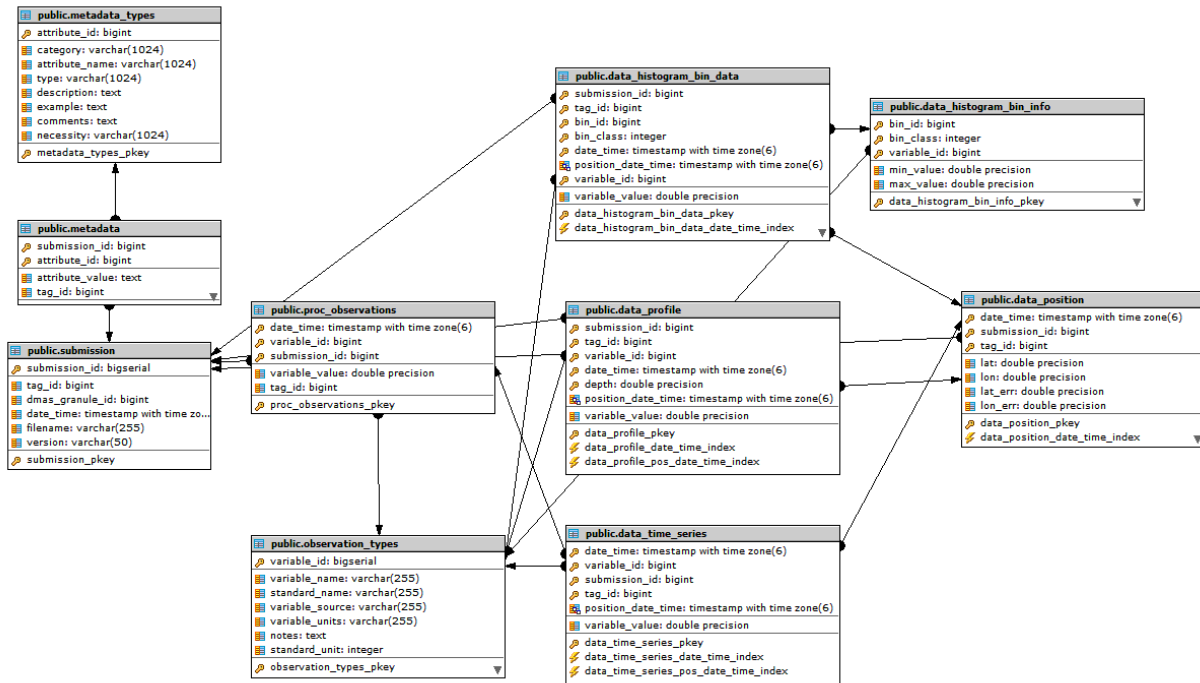 public.metadata_types
attribute_id: bigint
category: varchar(1024)
attribute_name: varchar(1024)
type: varchar(1024)
description: text
example: text
comments: text
necessity: varchar(1024)
metadata_types_pkey
public.metadata
submission_id: bigint
attribute_id: bigint
attribute_value: text
tag_id: bigint
public.submission
submission_id: bigserial
tag_id: bigint
dmas_granule_id: bigint
date_time: timestamp with time zo...
filename: varchar(255)
version: varchar(50)
submission_pkey
public.proc_observations
date_time: timestamp with time zone(6)
variable_id: bigint
submission_id: bigint
variable_value: double precision
tag_id: bigint
proc_observations_pkey
public.observation_types
variable_id: bigserial
variable_name: varchar(255)
standard_name: varchar(255)
variable_source: varchar(255)
variable_units: varchar(255)
notes: text
standard_unit: integer
observation_types_pkey
public.data_histogram_bin_data
submission_id: bigint
tag_id: bigint
bin_id: bigint
bin_class: integer
date_time: timestamp with time zone(6)
position_date_time: timestamp with time zone(6)
variable_id: bigint
variable_value: double precision
data_histogram_bin_data_pkey
data_histogram_bin_data_date_time_index
public.data_profile
submission_id: bigint
tag_id: bigint
variable_id: bigint
date_time: timestamp with time zone(6)
depth: double precision
position_date_time: timestamp with time zone(6)
variable_value: double precision
data_profile_pkey
data_profile_date_time_index
data_profile_pos_date_time_index
public.data_time_series
date_time: timestamp with time zone(6)
variable_id: bigint
submission_id: bigint
tag_id: bigint
position_date_time: timestamp with time zone(6)
variable_value: double precision
data_time_series_pkey
data_time_series_date_time_index
data_time_series_pos_date_time_index
public.data_histogram_bin_info
bin_id: bigint
bin_class: integer
variable_id: bigint
min_value: double precision
max_value: double precision
data_histogram_bin_info_pkey
public.data_position
date_time: timestamp with time zone(6)
submission_id: bigint
tag_id: bigint
lat: double precision
lon: double precision
lat_err: double precision
lon_err: double precision
data_position_pkey
data_position_date_time_index